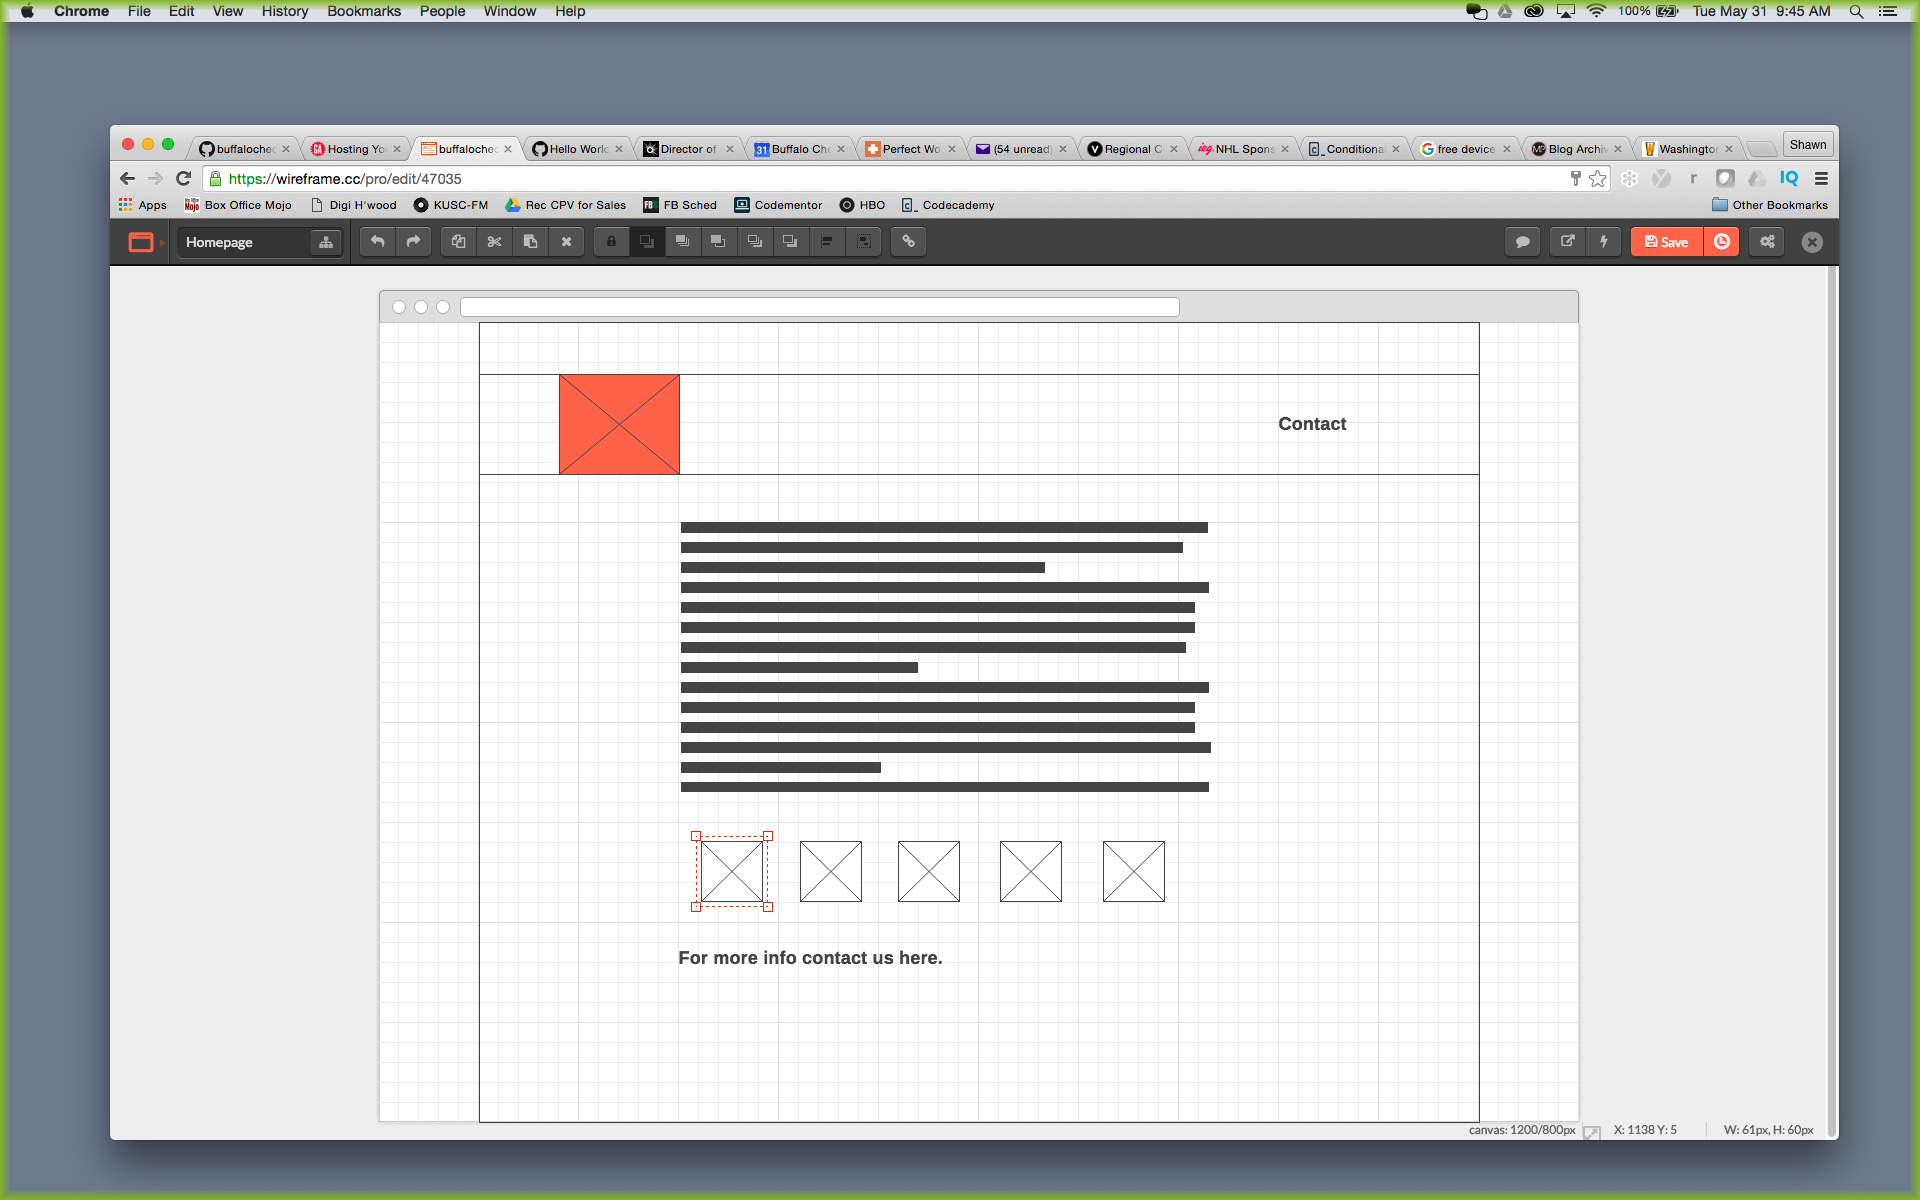 Chrome File Edit View History Bookmarks People Window Help 100% Tue May 31 9:45 AM
buffaloche Hosting Yo buffaloche Hello Worl Director of 31 Buffalo Ch Perfect Wo (54 unread) Regional C NHL Spons Conditiona free device Blog Archiv Washingto Shawn
https://wireframe.cc/pro/edit/47035 r IQ
Apps Box Office Mojo Digi H'wood KUSC-FM Rec CPV for Sales FB Sched Codementor HBO Codecademy Other Bookmarks
Homepage Save
Contact
For more info contact us here.
canvas: 1200/800px X: 1138 Y: 5 W: 61px, H: 60px